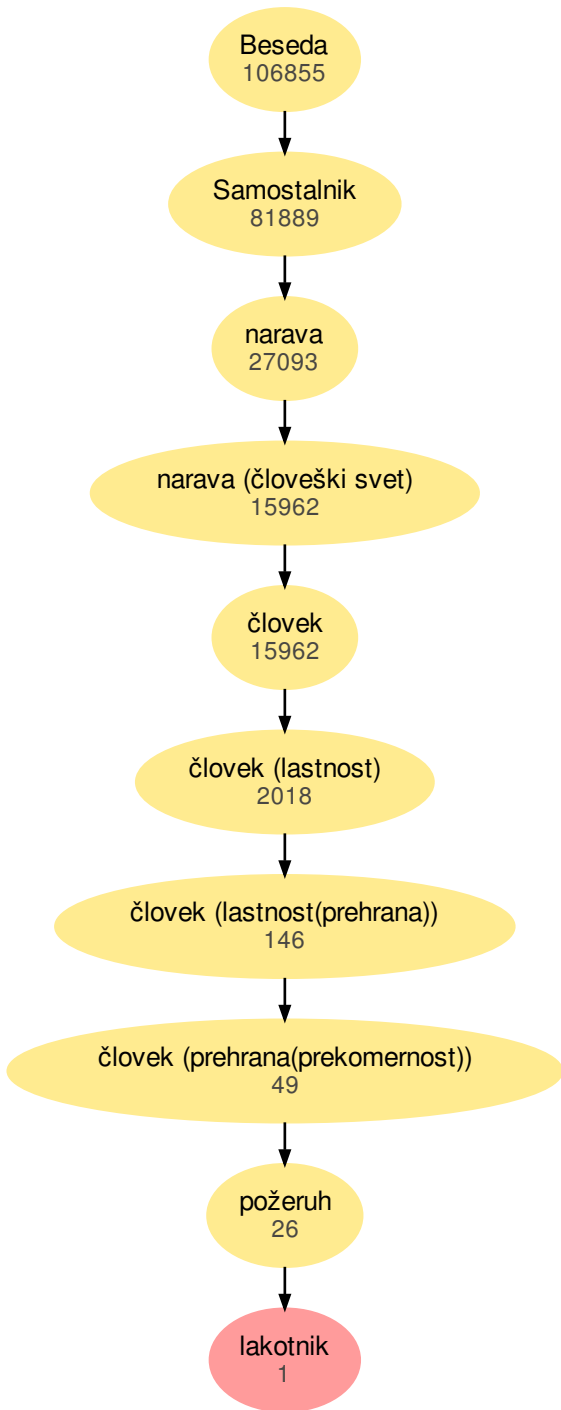 Beseda
106855
Samostalnik
81889
narava
27093
narava (človeški svet)
15962
človek
15962
človek (lastnost)
2018
človek (lastnost(prehrana))
146
človek (prehrana(prekomernost))
49
požeruh
26
lakotnik
1